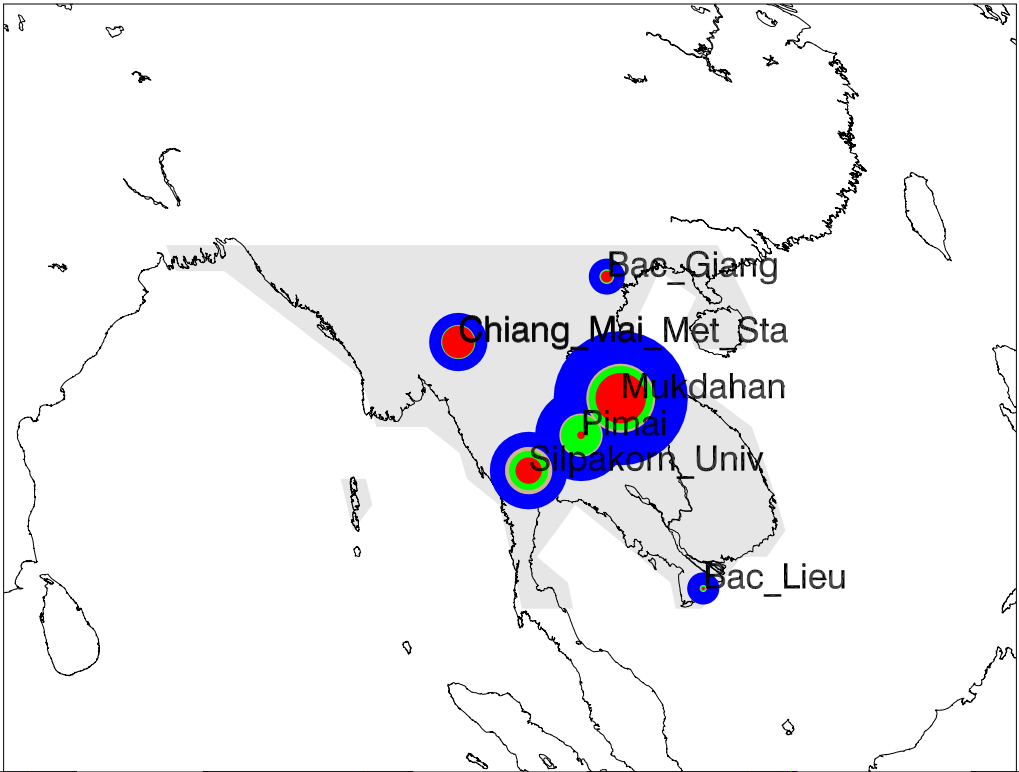 Bac_Giang
Chiang_Mai_Met_Sta
Mukdahan
Pimai
Silpakorn_Univ
Bac_Lieu